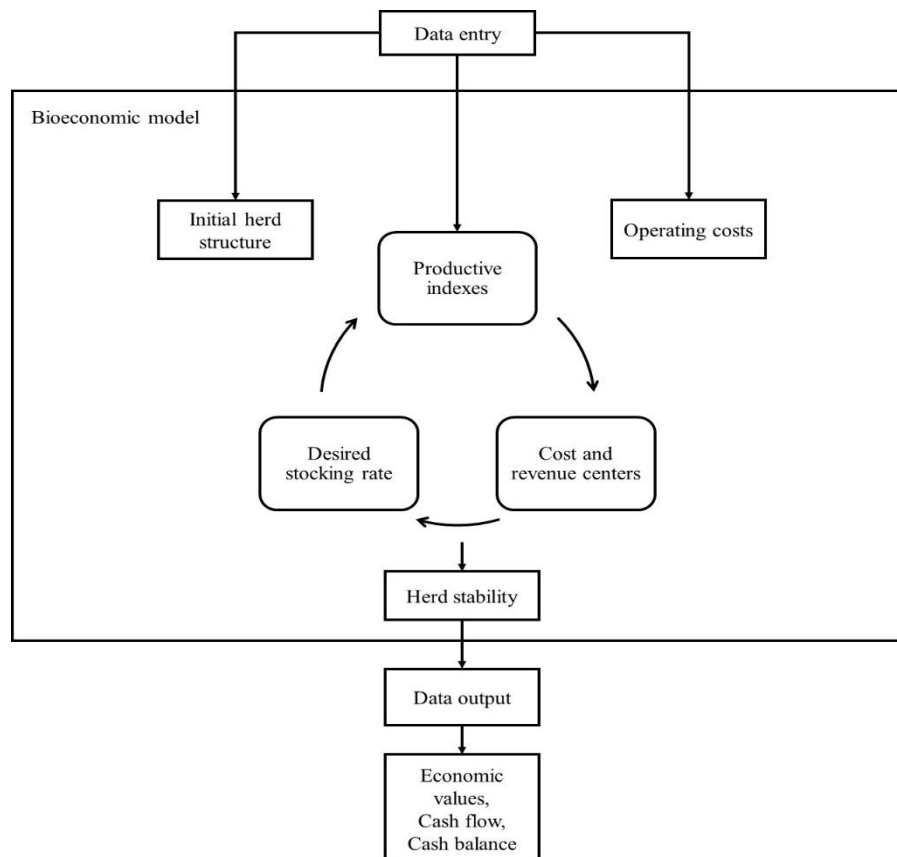 Data entry
Bioeconomic model
Initial herd
structure
Operating costs
Productive
indexes
Desired
stocking rate
Cost and
revenue centers
Herd stability
Data output
Economic
values,
Cash flow,
Cash balance